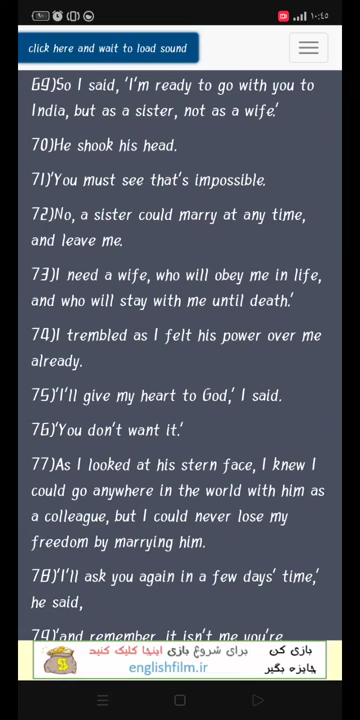 ١٠:٤٥
click here and wait to load sound
69)So I said, 'I'm ready to go with you to
India, but as a sister, not as a wife.'
70)He shook his head.
71)'You must see that's impossible.
72)No, a sister could marry at any time,
and leave me.
73)I need a wife, who will obey me in life,
and who will stay with me until death.'
74)I trembled as I felt his power over me
already.
75)'I'll give my heart to God,' I said.
76)'You don't want it.'
77)As I looked at his stern face, I knew I
could go anywhere in the world with him as
a colleague, but I could never lose my
freedom by marrying him.
78)'I'll ask you again in a few days' time,'
he said,
79)'and remember, it isn't me you're
بازی کن
جایزه بگیر
برای شروع بازی اینجا کلیک کنید
englishfilm.ir